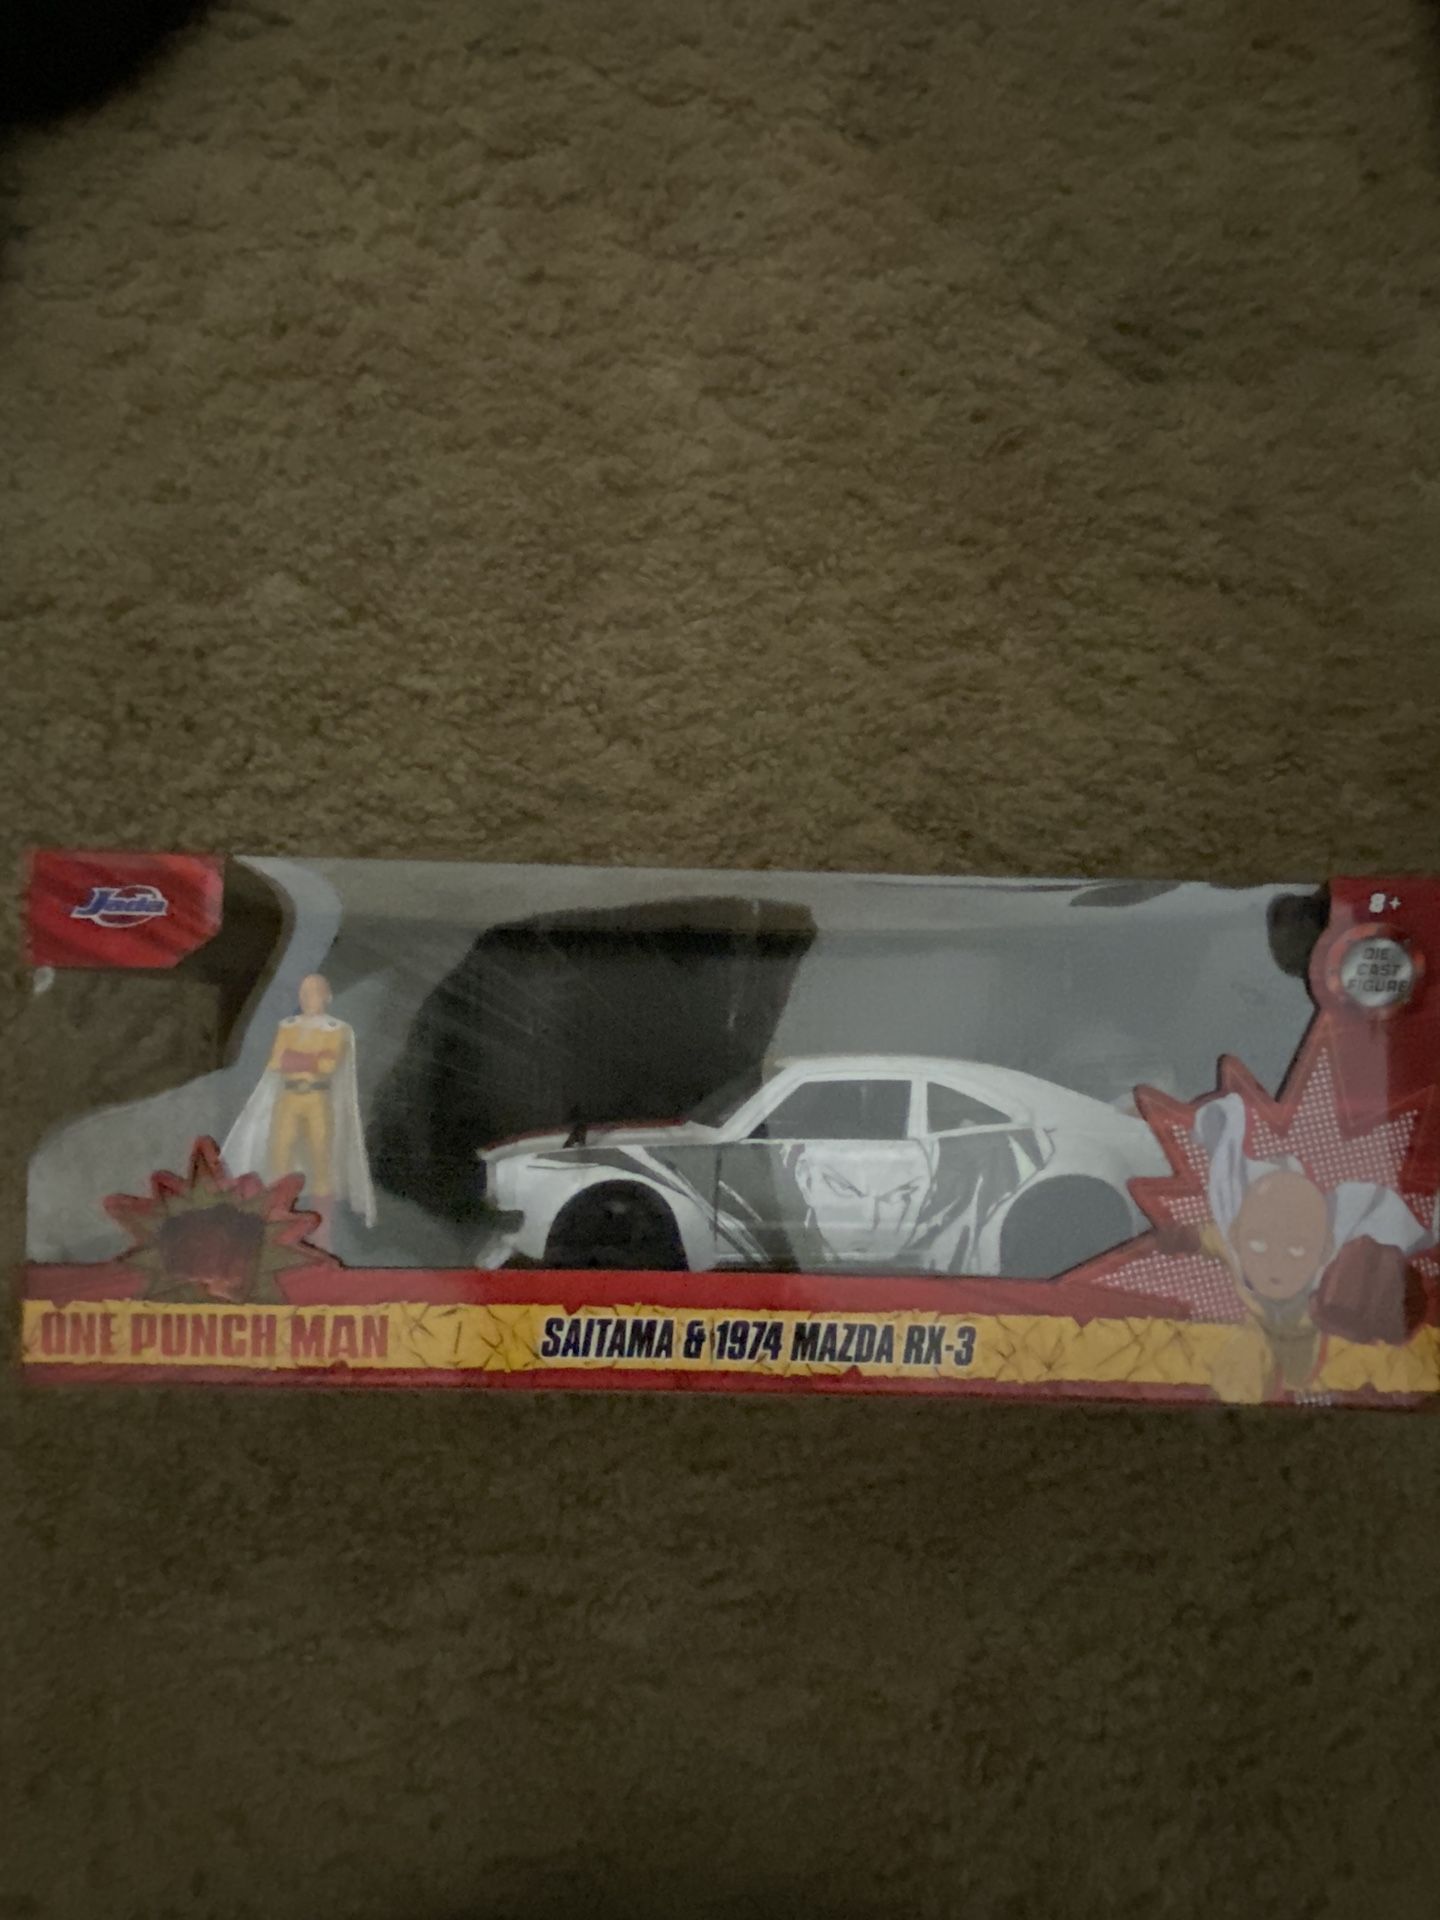 Jada
8+
DIE
CAST
FIGURE
ONE PUNCH MAN
SAITAMA & 1974 MAZDA RX-3